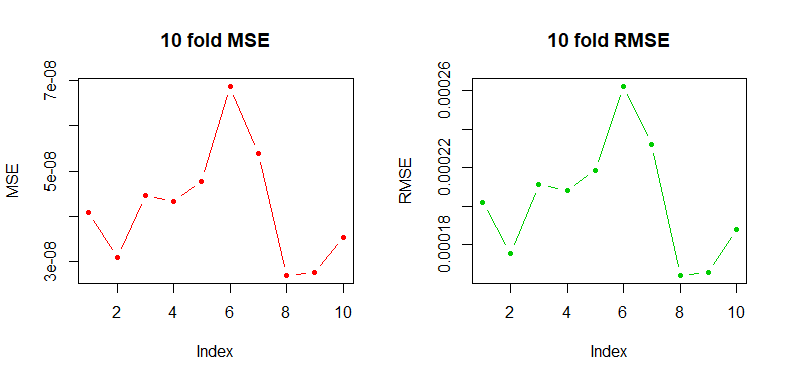 10 fold MSE
MSE
7e-08
5e-08
3e-08
2 4 6 8 10
Index
10 fold RMSE
RMSE
0.00026
0.00022
0.00018
2 4 6 8 10
Index